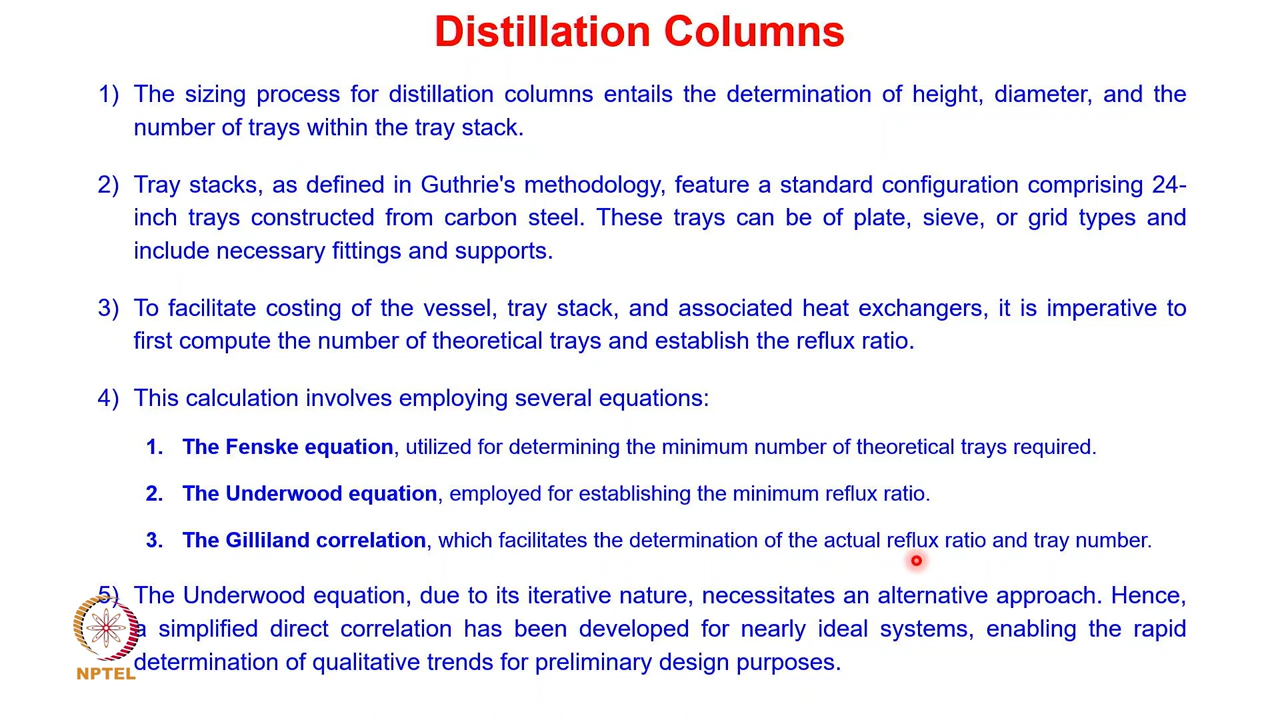 Distillation Columns
1) The sizing process for distillation columns entails the determination of height, diameter, and the
number of trays within the tray stack.
2) Tray stacks, as defined in Guthrie's methodology, feature a standard configuration comprising 24-
inch trays constructed from carbon steel. These trays can be of plate, sieve, or grid types and
include necessary fittings and supports.
3) To facilitate costing of the vessel, tray stack, and associated heat exchangers, it is imperative to
first compute the number of theoretical trays and establish the reflux ratio.
4) This calculation involves employing several equations:
1. The Fenske equation, utilized for determining the minimum number of theoretical trays required.
2. The Underwood equation, employed for establishing the minimum reflux ratio.
3. The Gilliland correlation, which facilitates the determination of the actual reflux ratio and tray number.
5) The Underwood equation, due to its iterative nature, necessitates an alternative approach. Hence,
a simplified direct correlation has been developed for nearly ideal systems, enabling the rapid
determination of qualitative trends for preliminary design purposes.
NPTEL